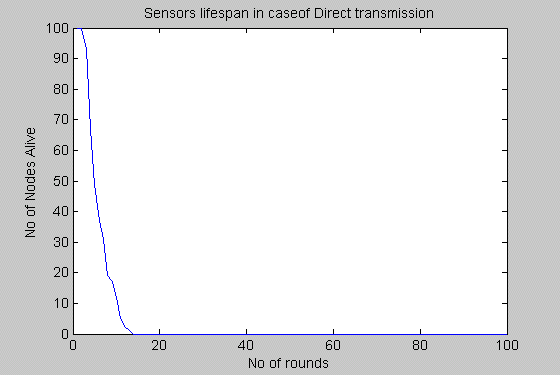 Sensors lifespan in caseof Direct transmission
100
90
80
70
60
50
40
30
20
10
0
No of Nodes Alive
0 20 40 60 80 100
No of rounds